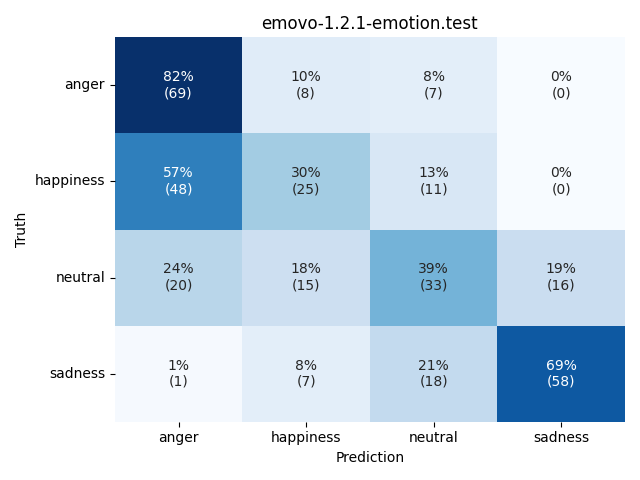 emovo-1.2.1-emotion.test
Truth
anger
82%
(69)
10%
(8)
8%
(7)
0%
(0)
happiness
57%
(48)
30%
(25)
13%
(11)
0%
(0)
neutral
24%
(20)
18%
(15)
39%
(33)
19%
(16)
sadness
1%
(1)
8%
(7)
21%
(18)
69%
(58)
anger
happiness
neutral
sadness
Prediction